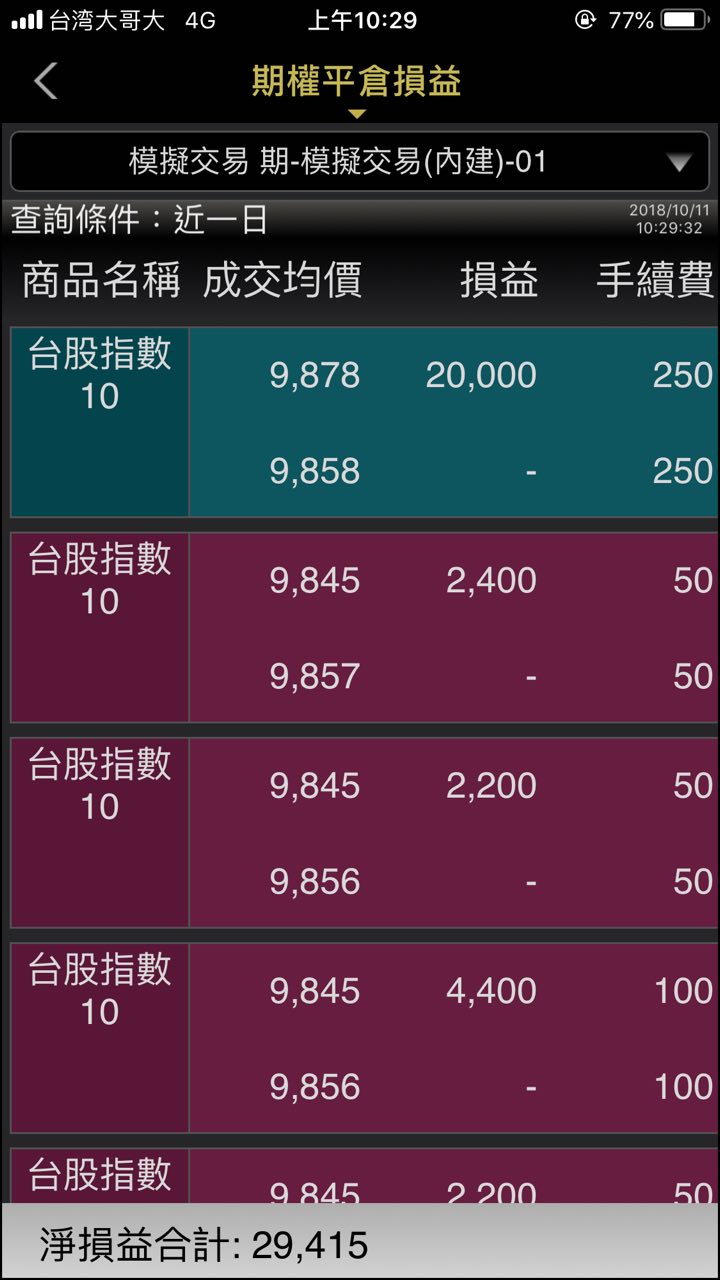 台湾大哥大 4G 上午10:29 77%
期權平倉損益
模擬交易 期-模擬交易(內建)-01
查詢條件：近一日 2018/10/11
10:29:32
商品名稱 成交均價 損益 手續費
台股指數 9,878 20,000 250
10
9,858 - 250
台股指數 9,845 2,400 50
10
9,857 - 50
台股指數 9,845 2,200 50
10
9,856 - 50
台股指數 9,845 4,400 100
10
9,856 - 100
台股指數 9,845 2,200 50
淨損益合計: 29,415